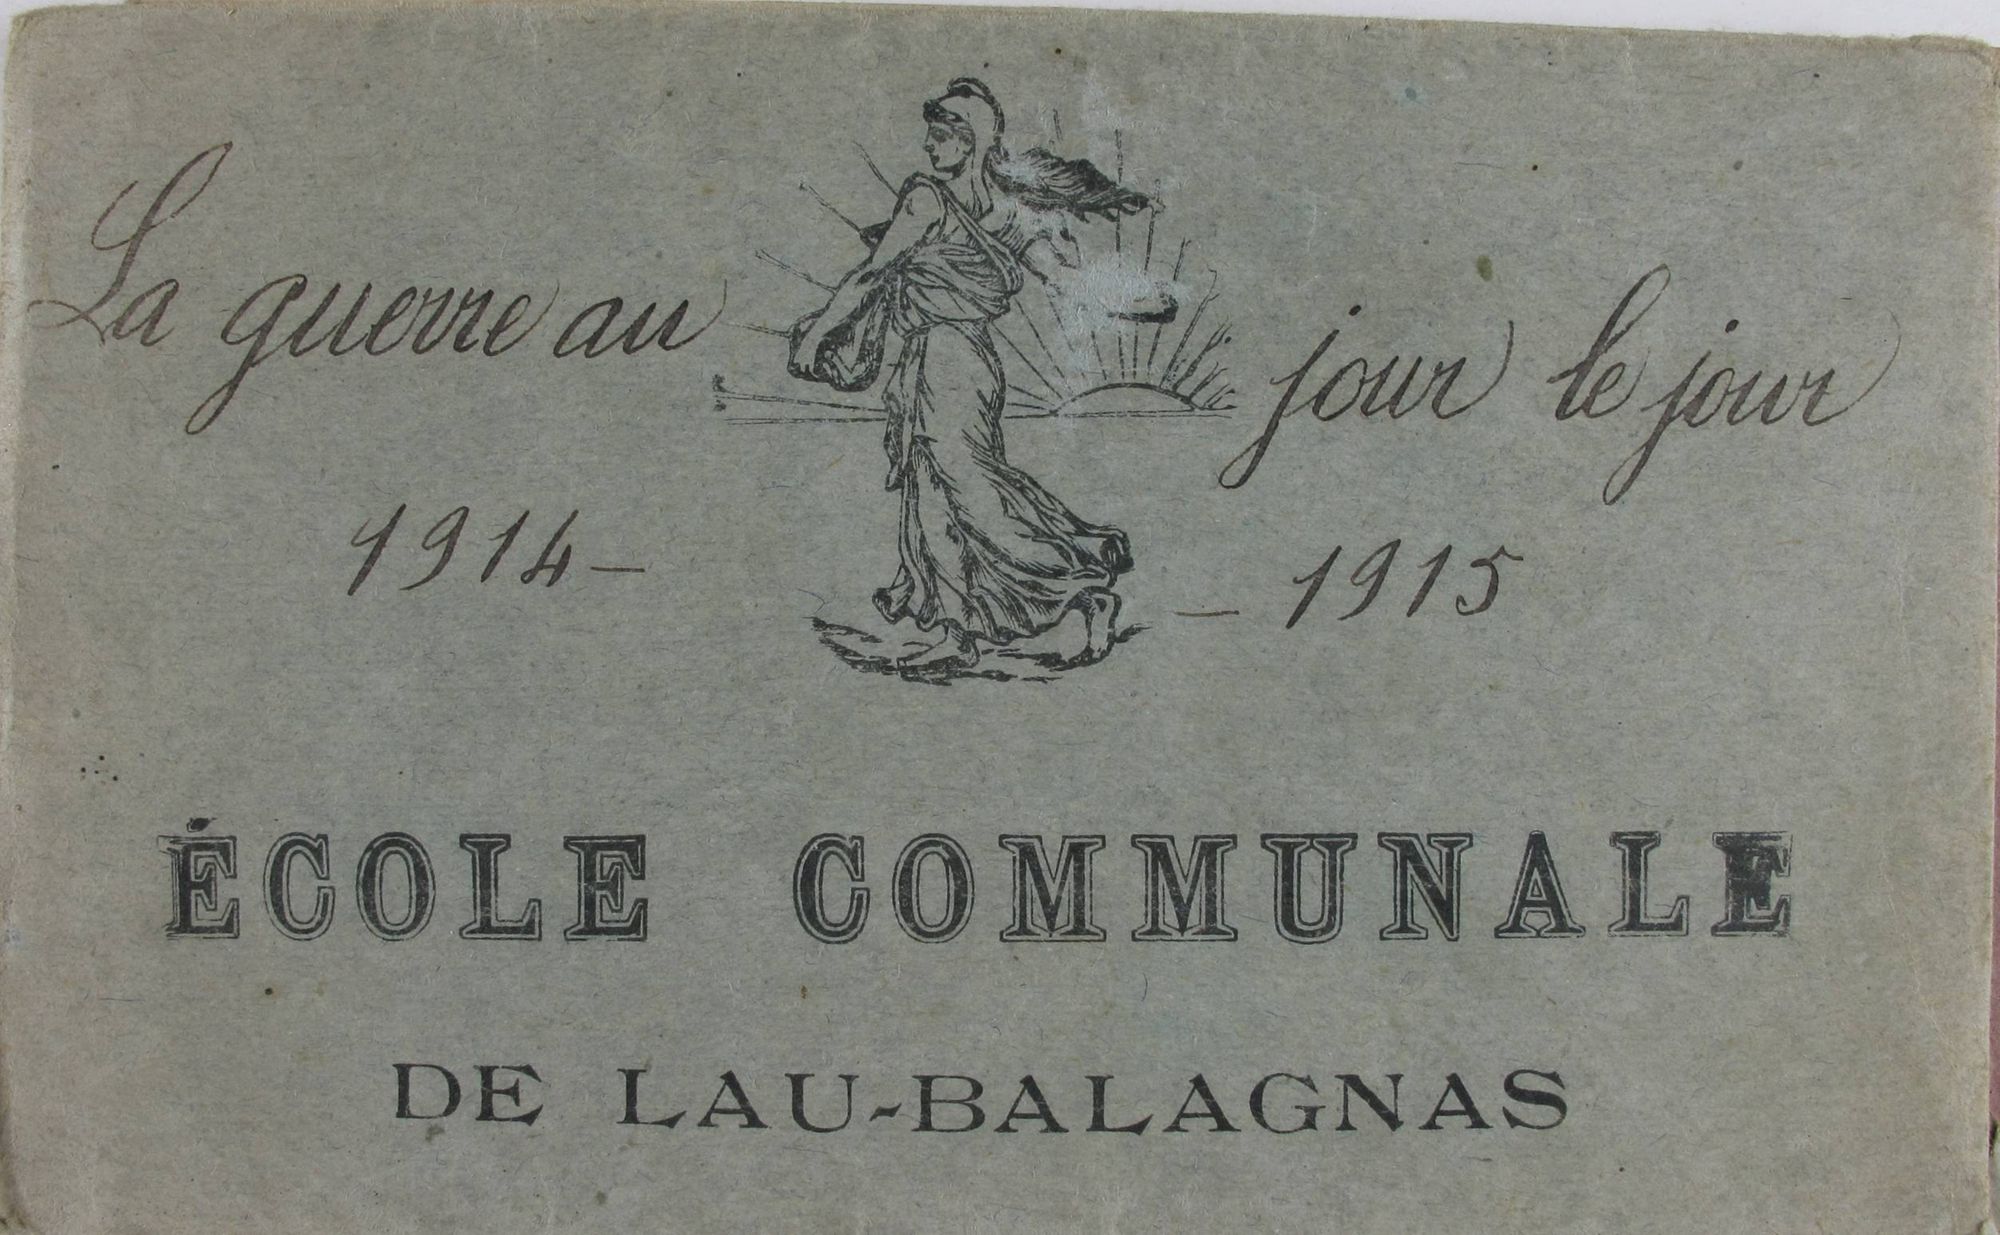 La guerre au jour le jour
1914 - - 1915
ÉCOLE COMMUNALE
DE LAU-BALAGNAS